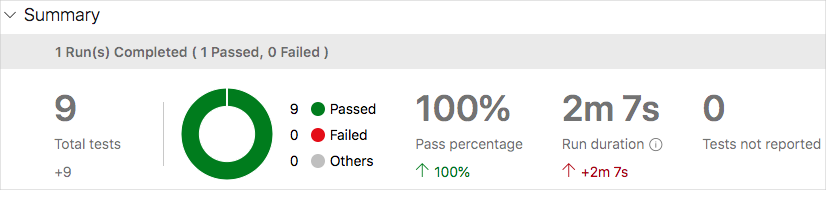 Summary
1 Run(s) Completed ( 1 Passed, 0 Failed )
9
Total tests
+9
9 Passed
0 Failed
0 Others
100%
Pass percentage
100%
2m 7s
Run duration
+2m 7s
0
Tests not reported